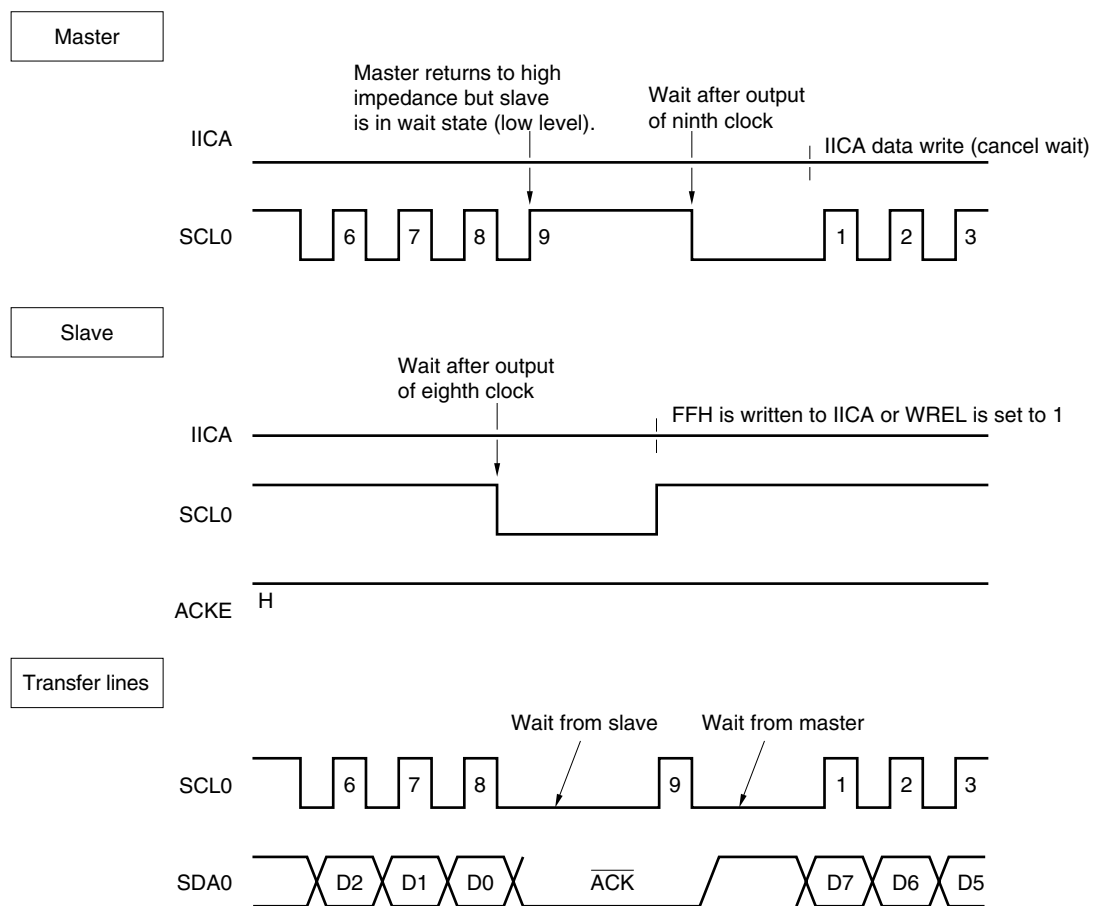 Master
Master returns to high
impedance but slave
is in wait state (low level).
Wait after output
of ninth clock
IICA
IICA data write (cancel wait)
SCL0
6 7 8 9 1 2 3
Slave
Wait after output
of eighth clock
FFH is written to IICA or WREL is set to 1
IICA
SCL0
H
ACKE
Transfer lines
Wait from slave Wait from master
SCL0
6 7 8 9 1 2 3
SDA0 D2 D1 D0 ACK D7 D6 D5